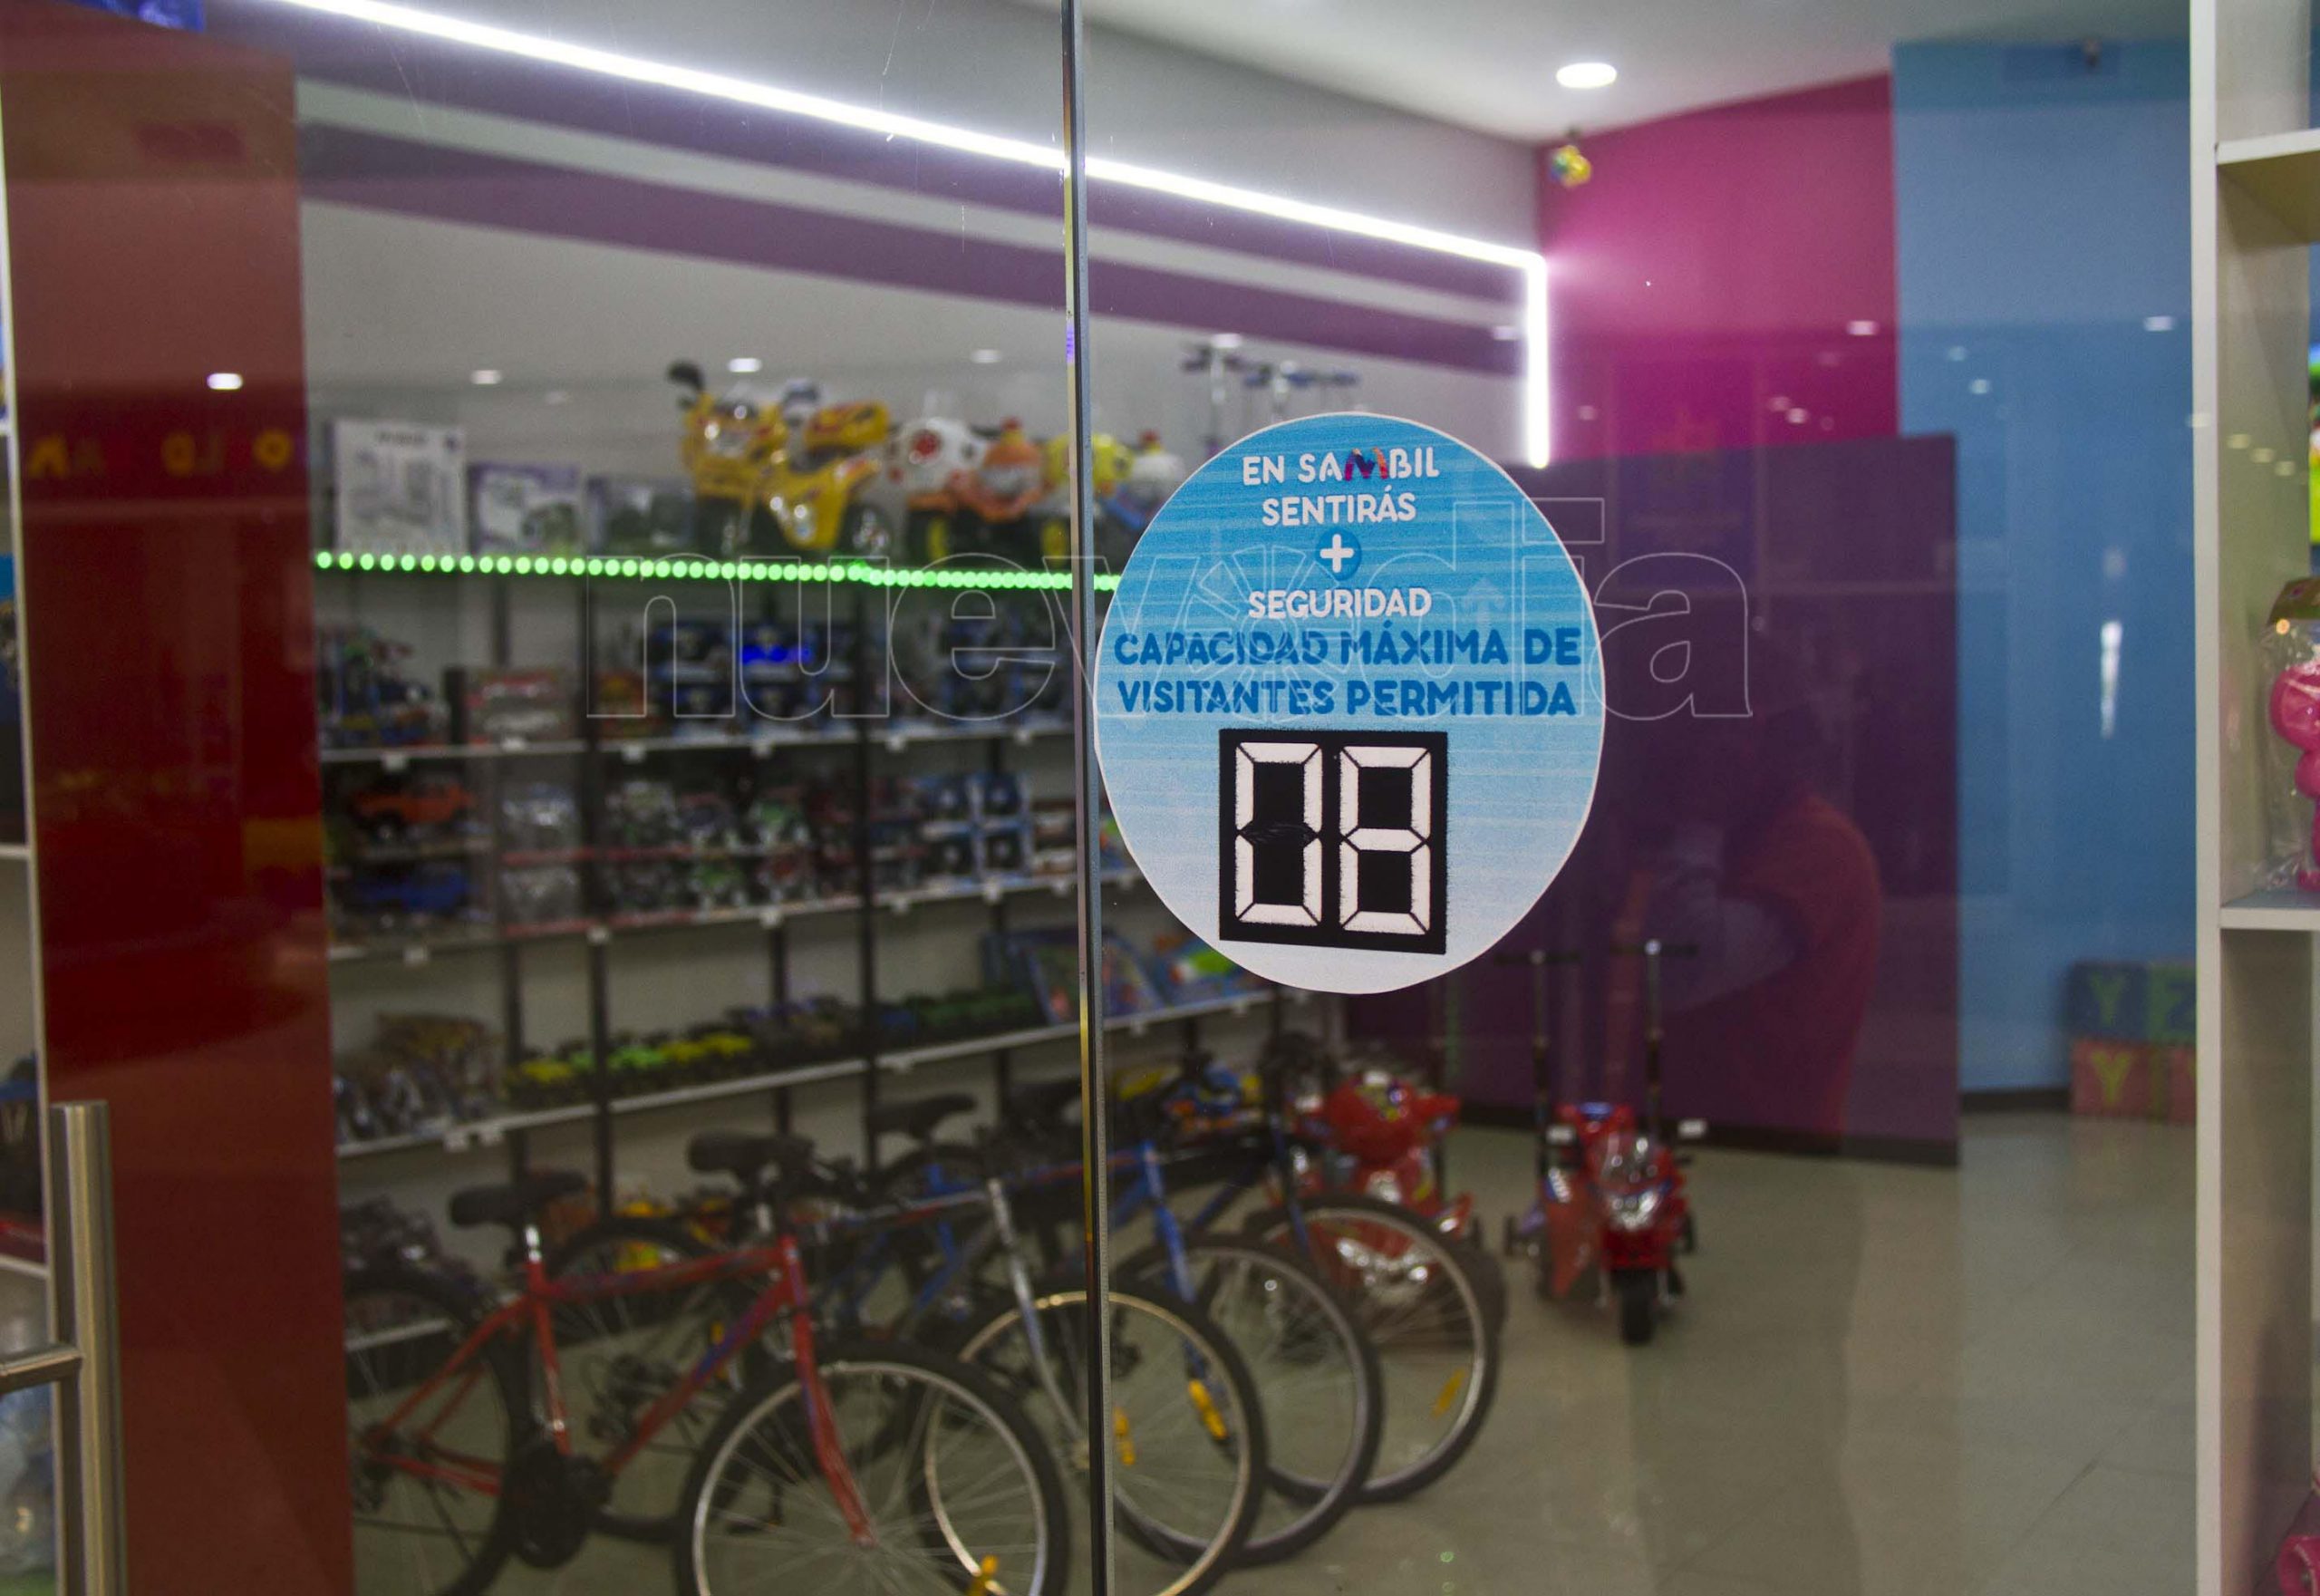 EN SAMBIL
SENTIRÁS
+
SEGURIDAD
CAPACIDAD MÁXIMA DE
VISITANTES PERMITIDA
08
nuevodía